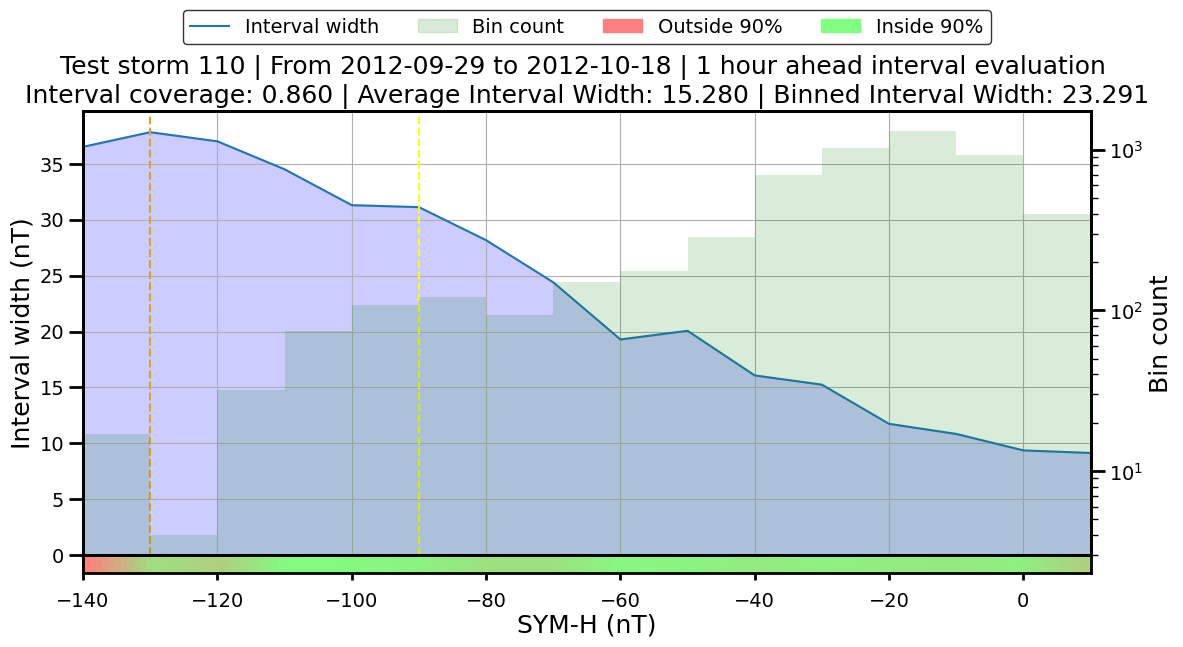 Interval width Bin count Outside 90% Inside 90%
Test storm 110 | From 2012-09-29 to 2012-10-18 | 1 hour ahead interval evaluation
Interval coverage: 0.860 | Average Interval Width: 15.280 | Binned Interval Width: 23.291
Interval width (nT)
35
30
25
20
15
10
5
0
10³
10²
10¹
Bin count
−140 −120 −100 −80 −60 −40 −20 0
SYM-H (nT)